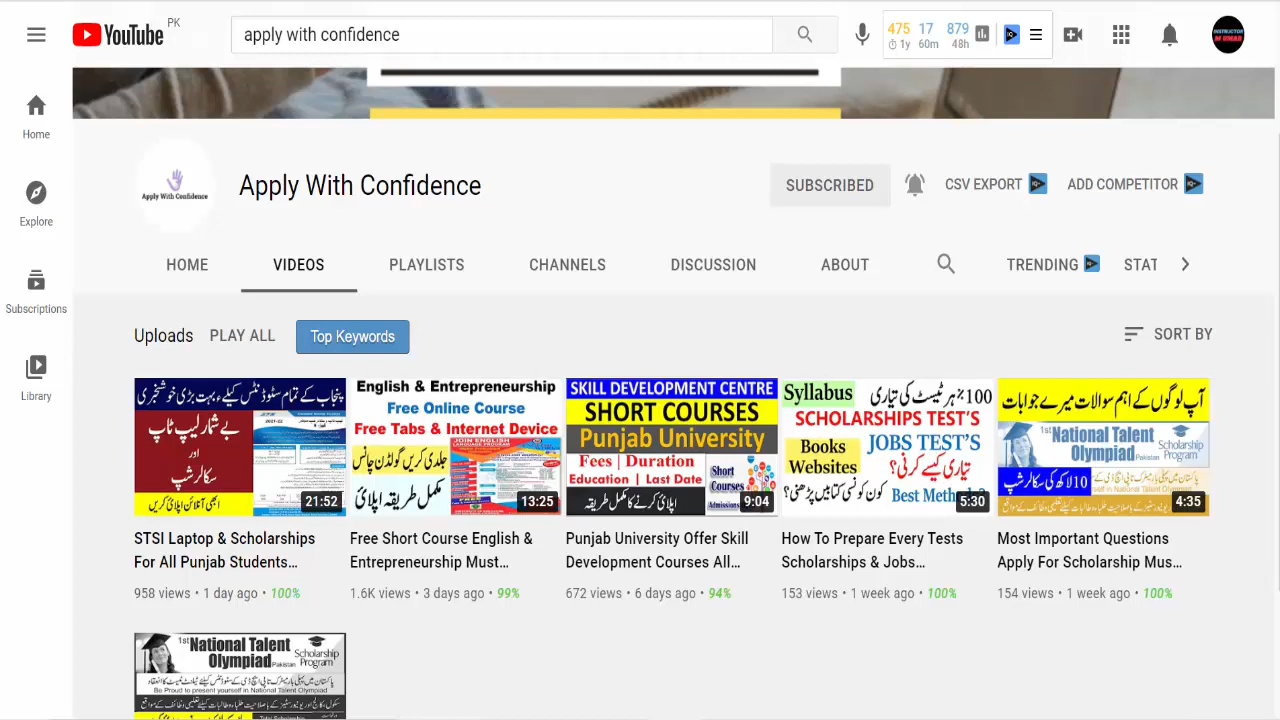 YouTube
PK
apply with confidence
475 17 879
1y 60m 48h
Home
Explore
Subscriptions
Library
INSTRUCTOR
M UMAR
Apply With Confidence
Apply With Confidence
SUBSCRIBED
CSV EXPORT
ADD COMPETITOR
HOME
VIDEOS
PLAYLISTS
CHANNELS
DISCUSSION
ABOUT
TRENDING
STAT
Uploads
PLAY ALL
Top Keywords
SORT BY
پنجاب کے تمام سٹوڈنٹس کیلئے بہت بڑی خوشخبری
بے شمار لیپ ٹاپ
اور
سکالرشپ
ابھی آنلائن اپلائی کریں
21:52
STSI Laptop & Scholarships
For All Punjab Students...
958 views • 1 day ago • 100%
English & Entrepreneurship
Free Online Course
Free Tabs & Internet Device
JOIN ENGLISH
جلدی کریں گولڈن چانس
مکمل طریقہ اپلائی
13:25
Free Short Course English &
Entrepreneurship Must...
1.6K views • 3 days ago • 99%
SKILL DEVELOPMENT CENTRE
SHORT COURSES
Punjab University
Fees | Duration
Education | Last Date
Short
Courses
Admissions
اپلائی کرنے کا مکمل طریقہ
9:04
Punjab University Offer Skill
Development Courses All...
672 views • 6 days ago • 94%
Syllabus
100٪ ہر ٹیسٹ کی تیاری
SCHOLARSHIPS TEST'S
Books
Websites
JOBS TEST'S
تیاری کیسے کرنی؟
کون کونسی کتابیں پڑھنی؟
5:30
How To Prepare Every Tests
Scholarships & Jobs...
153 views • 1 week ago • 100%
آپ لوگوں کے اہم سوالات میرے جوابات
1st National Talent
Olympiad Pakistan
Scholarship
Program
10 لاکھ کی سکالرشپ
4:35
Most Important Questions
Apply For Scholarship Mus...
154 views • 1 week ago • 100%
1st National Talent
Olympiad Pakistan
Scholarship
Program
Be Proud to present yourself in National Talent Olympiad